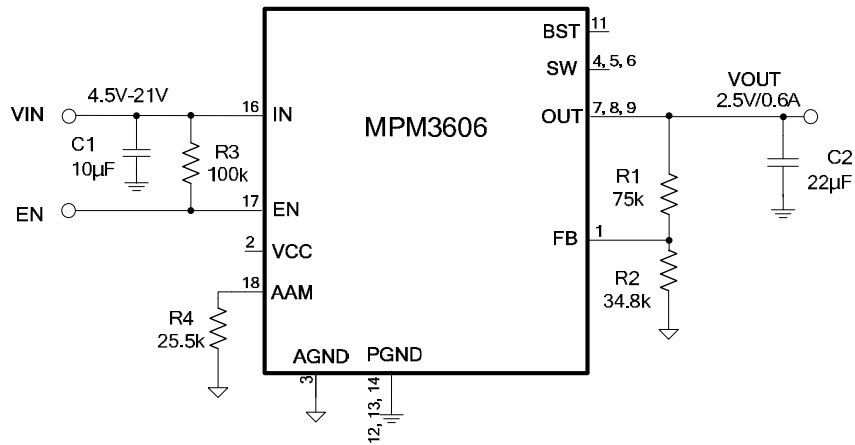 BST
11
SW
4, 5, 6
VOUT
2.5V/0.6A
4.5V-21V
VIN
16
IN
MPM3606
OUT
7, 8, 9
C1
10µF
R3
100k
R1
75k
C2
22µF
EN
17
EN
2
VCC
FB
1
18
AAM
R2
34.8k
R4
25.5k
AGND
PGND
3
12, 13, 14